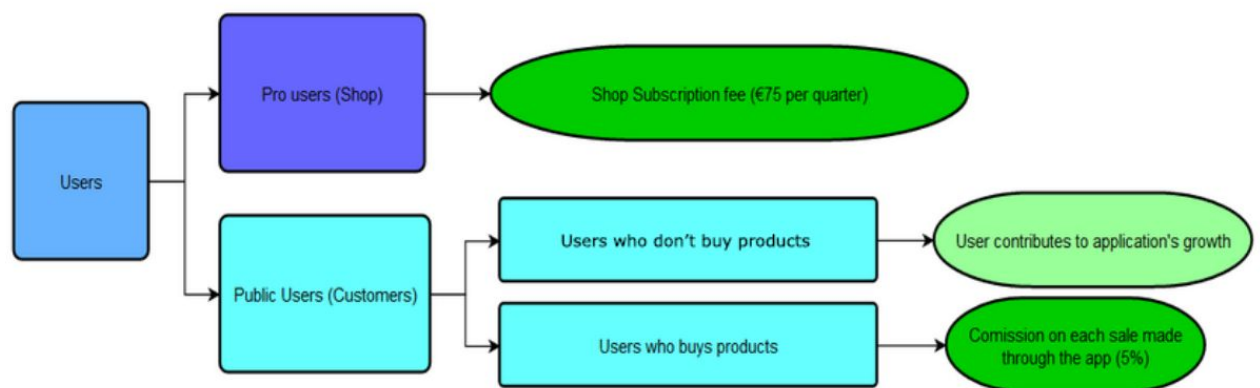 Users
Pro users (Shop)
Shop Subscription fee (€75 per quarter)
Public Users (Customers)
Users who don't buy products
User contributes to application's growth
Users who buys products
Comission on each sale made
through the app (5%)